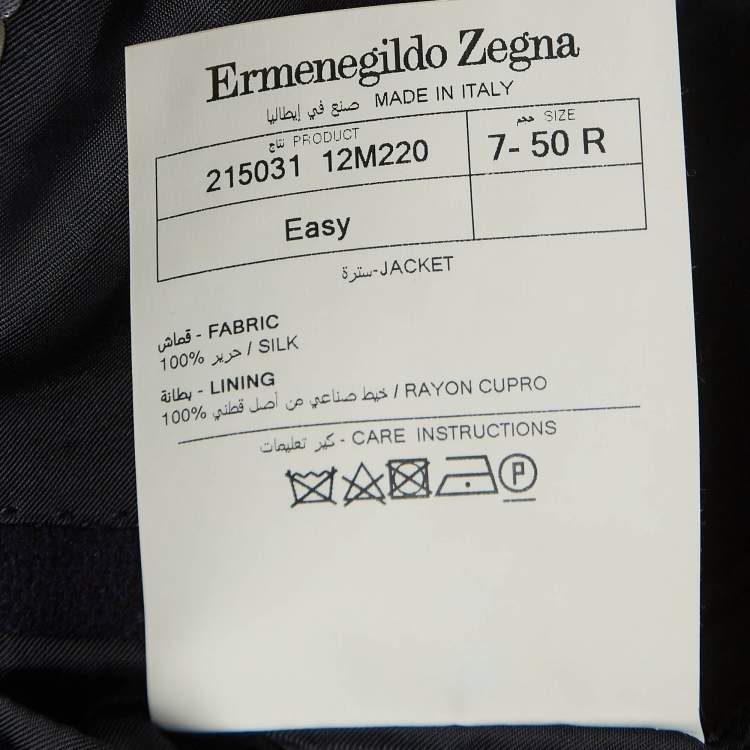 Ermenegildo Zegna
صنع في إيطاليا MADE IN ITALY
نتاج PRODUCT
حجم SIZE
215031 12M220
7- 50 R
Easy
سترة-JACKET
قماش - FABRIC
100% حرير / SILK
بطانة - LINING
100% خيط صناعي من أصل قطني / RAYON CUPRO
كير تعليمات - CARE INSTRUCTIONS
P